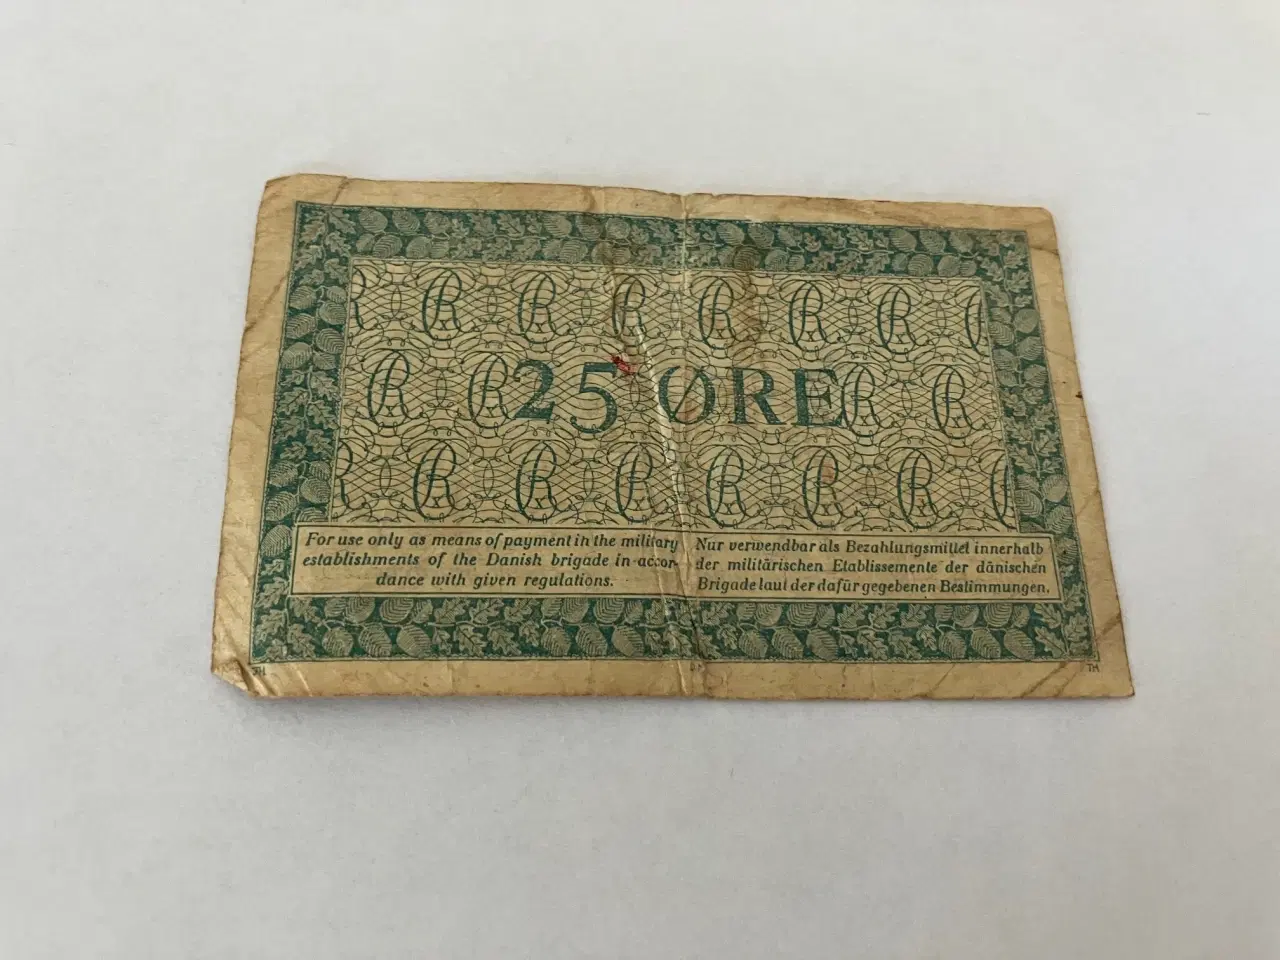 25 ØRE
For use only as means of payment in the military
establishments of the Danish brigade in accor-
dance with given regulations.
Nur verwendbar als Bezahlungsmittel innerhalb
der militärischen Etablissemente der dänischen
Brigade laut der dafür gegebenen Bestimmungen.
TH